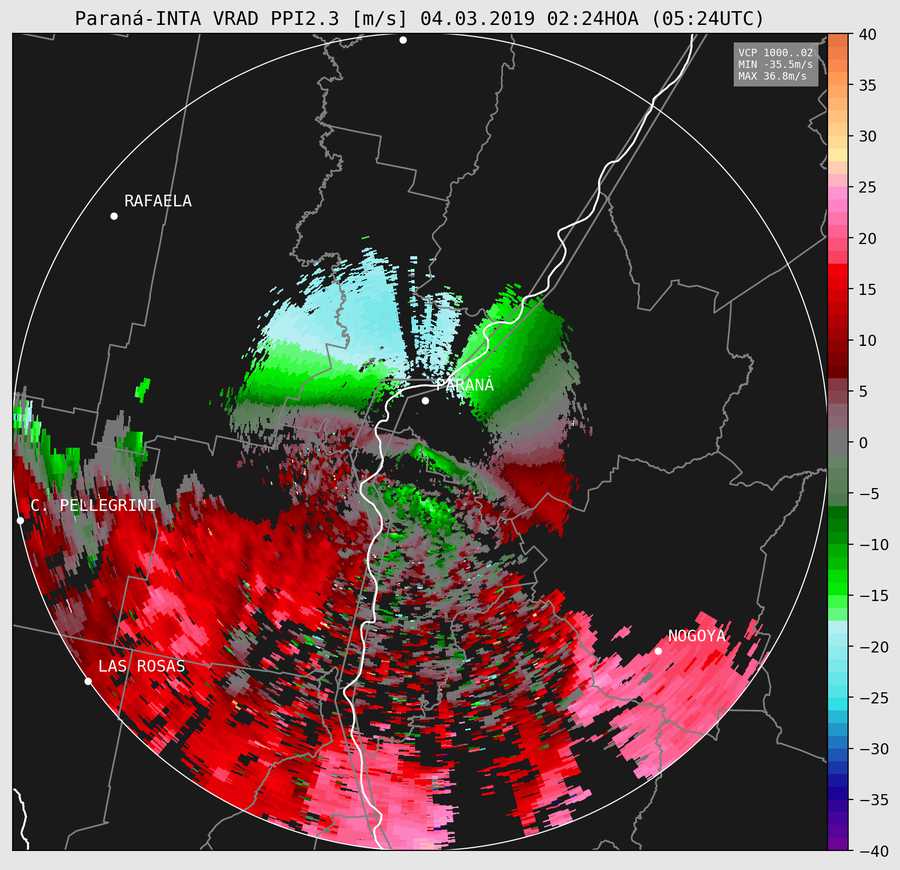 Paraná-INTA VRAD PPI2.3 [m/s] 04.03.2019 02:24HOA (05:24UTC)
VCP 1000..02
MIN -35.5m/s
MAX 36.8m/s
RAFAELA
PARANÁ
C. PELLEGRINI
NOGOYÁ
LAS ROSAS
40
35
30
25
20
15
10
5
0
−5
−10
−15
−20
−25
−30
−35
−40